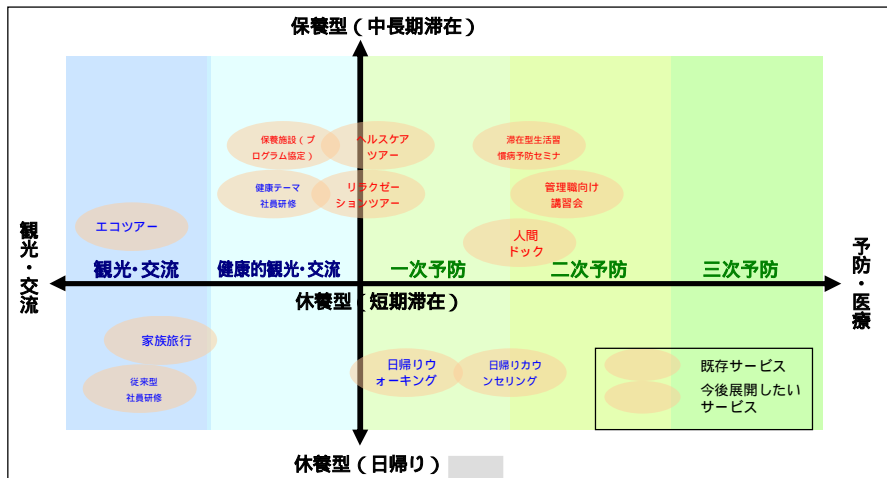 保養型（中長期滞在）
保養施設（プ
ログラム協定）
ヘルスケア
ツアー
滞在型生活習
慣病予防セミナ
健康テーマ
社員研修
リラクゼー
ションツアー
管理職向け
講習会
エコツアー
人間
ドック
観光・交流
観光・交流
健康的観光・交流
一次予防
二次予防
三次予防
予防・医療
休養型（短期滞在）
家族旅行
従来型
社員研修
日帰りウ
ォーキング
日帰りカウ
ンセリング
既存サービス
今後展開したい
サービス
休養型（日帰り）